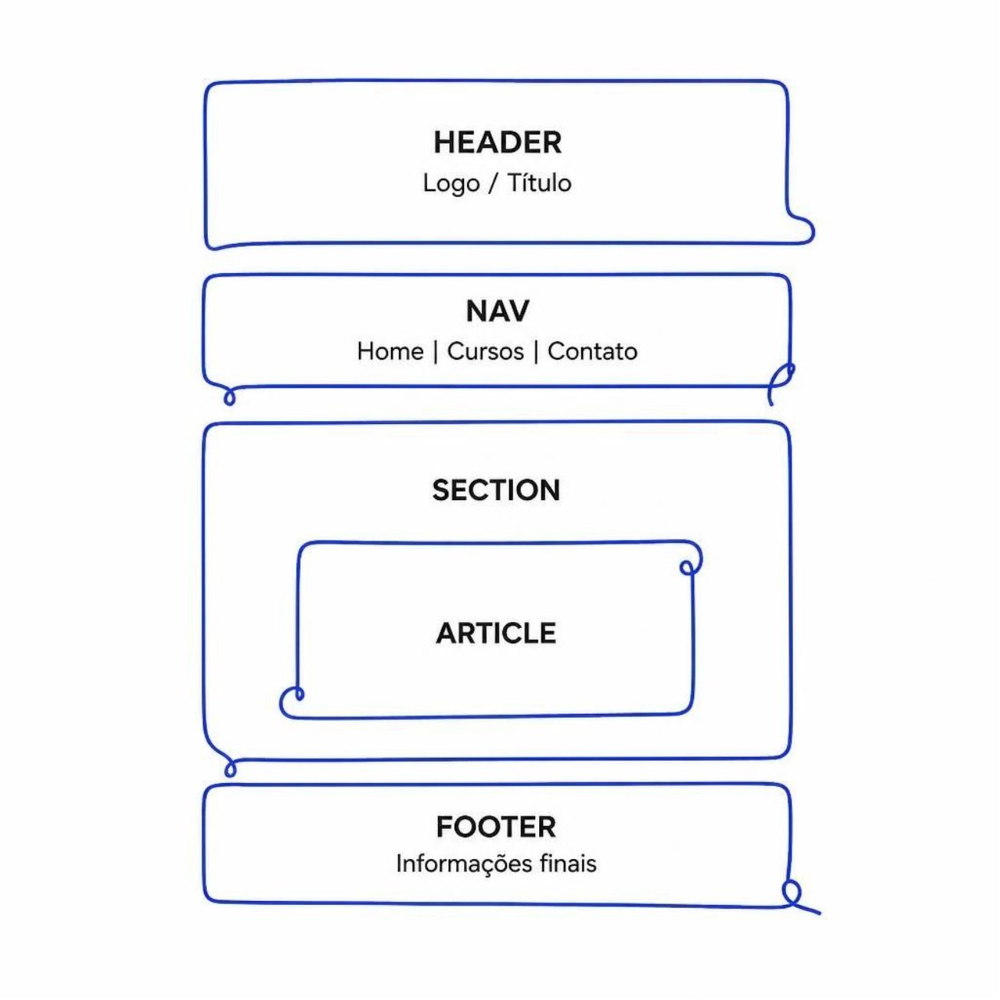 HEADER
Logo / Título
NAV
Home | Cursos | Contato
SECTION
ARTICLE
FOOTER
Informações finais